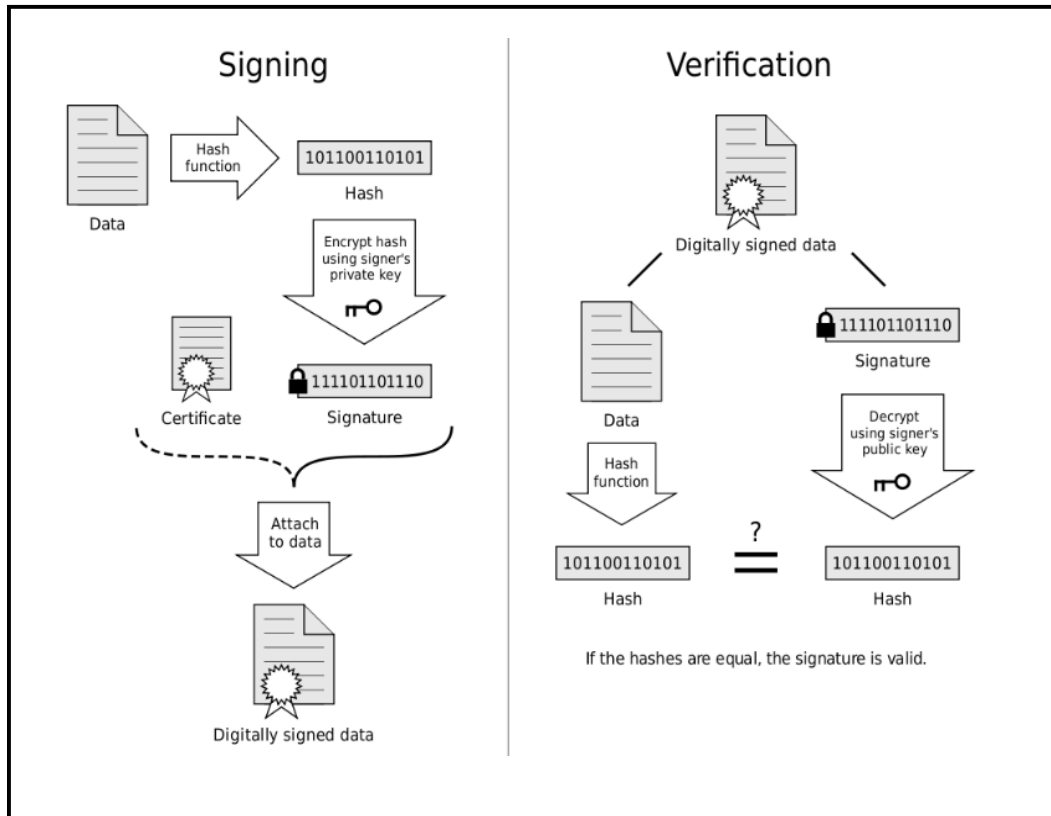 Signing
Data
Hash
function
101100110101
Hash
Encrypt hash
using signer's
private key
Certificate
111101101110
Signature
Attach
to data
Digitally signed data
Verification
Digitally signed data
Data
111101101110
Signature
Hash
function
Decrypt
using signer's
public key
101100110101
Hash
?
101100110101
Hash
If the hashes are equal, the signature is valid.